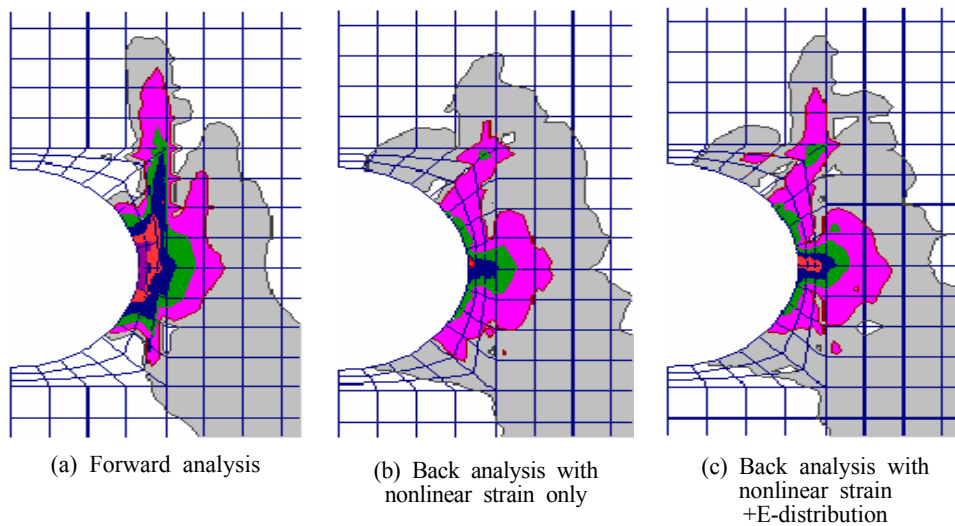 (a) Forward analysis
(b) Back analysis with
nonlinear strain only
(c) Back analysis with
nonlinear strain
+E-distribution